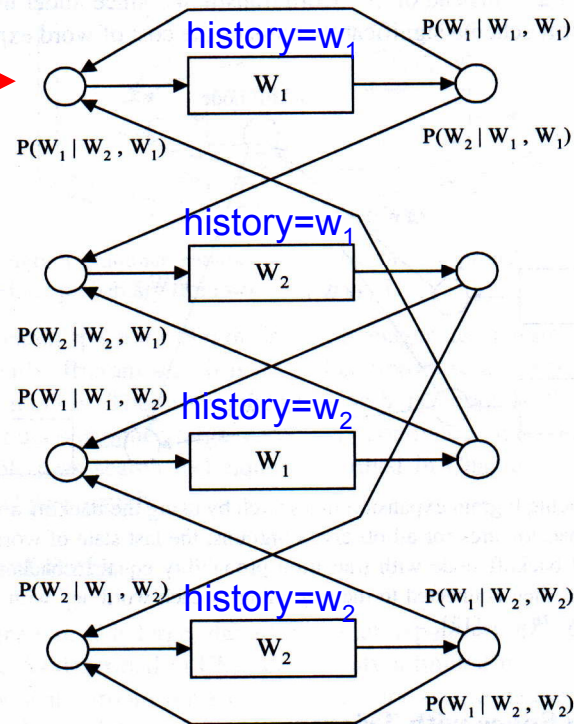 P(W₁ | W₁ , W₁)
history=w₁
W₁
P(W₁ | W₂ , W₁)
P(W₂ | W₁ , W₁)
history=w₁
W₂
P(W₂ | W₂ , W₁)
P(W₁ | W₁ , W₂)
history=w₂
W₁
P(W₂ | W₁ , W₂)
history=w₂
P(W₁ | W₂ , W₂)
W₂
P(W₁ | W₂ , W₂)